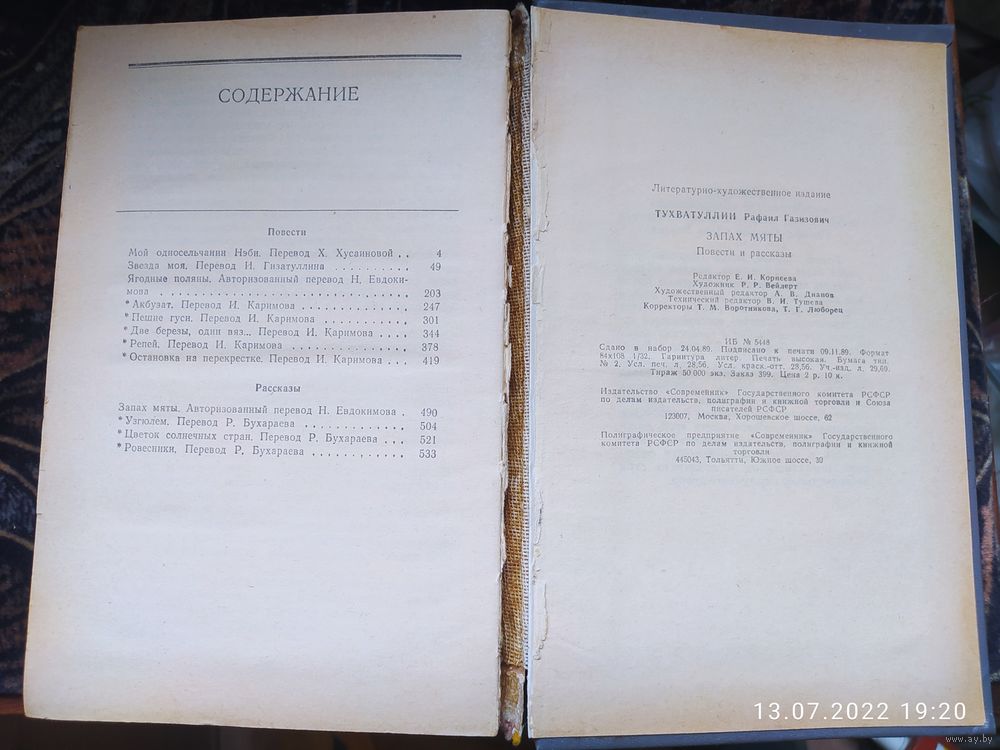 СОДЕРЖАНИЕ
Повести
Мой односельчанин Нэби. Перевод Х. Хусаиновой . . 4
Звезда моя. Перевод И. Гизатуллина . . . . . . . . . . 49
Ягодные поляны. Авторизованный перевод Н. Евдоки-
мова . . . . . . . . . . . . . . . . . . . . . . . . . . . . . . 203
* Акбузат. Перевод И. Каримова . . . . . . . . . . . . . 247
* Пешие гуси. Перевод И. Каримова . . . . . . . . . . . 301
* Две березы, один вяз... Перевод И. Каримова . . . . 344
* Репей. Перевод И. Каримова . . . . . . . . . . . . . . 378
* Остановка на перекрестке. Перевод И. Каримова . . . 419
Рассказы
Запах мяты. Авторизованный перевод Н. Евдокимова . 490
* Узгюлем. Перевод Р. Бухараева . . . . . . . . . . . . 504
* Цветок солнечных стран. Перевод Р. Бухараева . . . 521
* Ровесники. Перевод Р. Бухараева . . . . . . . . . . . 533
Литературно-художественное издание
ТУХВАТУЛЛИН Рафаил Газизович
ЗАПАХ МЯТЫ
Повести и рассказы
Редактор Е. И. Корнеева
Художник Р. Р. Вейлерт
Художественный редактор А. В. Дианов
Технический редактор В. И. Тушева
Корректоры Т. М. Воротникова, Т. Г. Люборец
ИБ № 5448
Сдано в набор 24.04.89. Подписано к печати 09.11.89. Формат
84х108 1/32. Гарнитура литер. Печать высокая. Бумага тип.
№ 2. Усл. печ. л. 28,56. Усл. краск.-отт. 28,56. Уч.-изд. л. 29,69.
Тираж 50 000 экз. Заказ 399. Цена 2 р. 10 к.
Издательство «Современник» Государственного комитета РСФСР
по делам издательств, полиграфии и книжной торговли и Союза
писателей РСФСР
123007, Москва, Хорошевское шоссе, 62
Полиграфическое предприятие «Современник» Государственного
комитета РСФСР по делам издательств, полиграфии и книжной
торговли
445043, Тольятти, Южное шоссе, 30
13.07.2022 19:20
www.ay.by